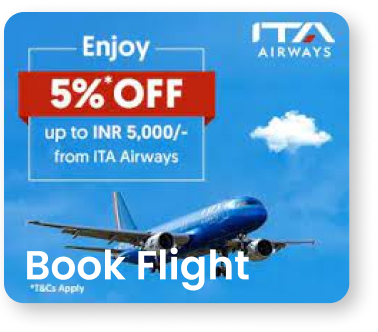 ITA
AIRWAYS
Enjoy
5%* OFF
up to INR 5,000/-
from ITA Airways
Book Flight
*T&Cs Apply